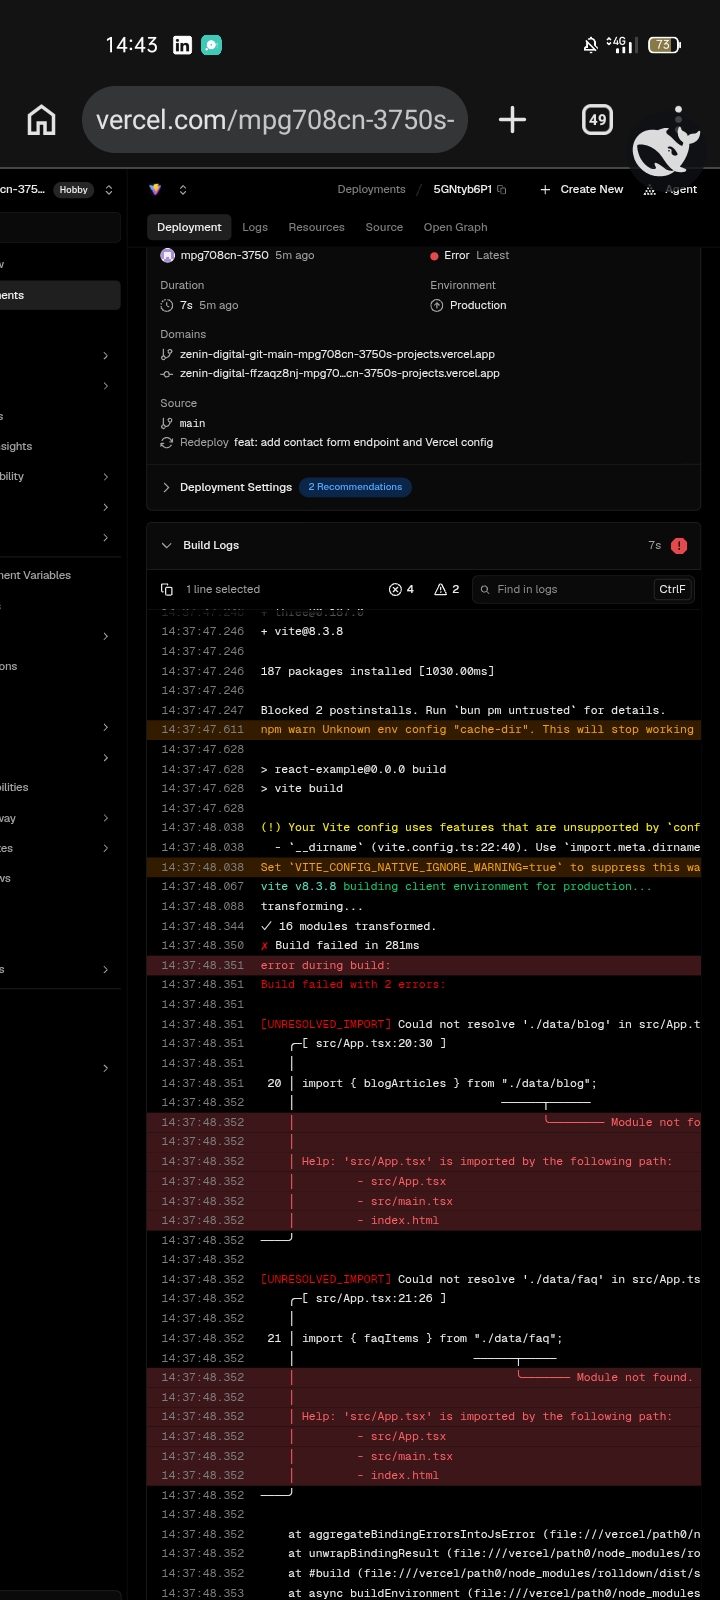 14:43
4G
73
vercel.com/mpg708cn-3750s-
49
cn-375... Hobby
Deployments / 5GNtyb6P1
Create New
Agent
Deployment Logs Resources Source Open Graph
mpg708cn-3750 5m ago
Error Latest
ents
Duration
Environment
7s 5m ago
Production
Domains
zenin-digital-git-main-mpg708cn-3750s-projects.vercel.app
zenin-digital-ffzaqz8nj-mpg70...cn-3750s-projects.vercel.app
Source
main
nsights
Redeploy feat: add contact form endpoint and Vercel config
bility
Deployment Settings 2 Recommendations
Build Logs
7s
nent Variables
1 line selected
4
2
Find in logs
CtrlF
14:37:47.246 + three@0.187.0
14:37:47.246 + vite@8.3.8
14:37:47.246
ons
14:37:47.246 187 packages installed [1030.00ms]
14:37:47.246
14:37:47.247 Blocked 2 postinstalls. Run `bun pm untrusted` for details.
14:37:47.611 npm warn Unknown env config "cache-dir". This will stop working
14:37:47.628
14:37:47.628 > react-example@0.0.0 build
bilities
14:37:47.628 > vite build
14:37:47.628
way
14:37:48.038 (!) Your Vite config uses features that are unsupported by `conf
14:37:48.038 - `__dirname` (vite.config.ts:22:40). Use `import.meta.dirname
tes
14:37:48.038 Set `VITE_CONFIG_NATIVE_IGNORE_WARNING=true` to suppress this wa
ws
14:37:48.067 vite v8.3.8 building client environment for production...
14:37:48.088 transforming...
14:37:48.344 ✓ 16 modules transformed.
14:37:48.350 ✗ Build failed in 281ms
14:37:48.351 error during build:
14:37:48.351 Build failed with 2 errors:
14:37:48.351
14:37:48.351 [UNRESOLVED_IMPORT] Could not resolve './data/blog' in src/App.t
14:37:48.351 ╭─[ src/App.tsx:20:30 ]
14:37:48.351 │
14:37:48.351 20 │ import { blogArticles } from "./data/blog";
14:37:48.352 │ ─────┬─────
14:37:48.352 │ ╰─────── Module not fo
14:37:48.352 │
14:37:48.352 │ Help: 'src/App.tsx' is imported by the following path:
14:37:48.352 │ - src/App.tsx
14:37:48.352 │ - src/main.tsx
14:37:48.352 │ - index.html
14:37:48.352 ────╯
14:37:48.352
14:37:48.352 [UNRESOLVED_IMPORT] Could not resolve './data/faq' in src/App.ts
14:37:48.352 ╭─[ src/App.tsx:21:26 ]
14:37:48.352 │
14:37:48.352 21 │ import { faqItems } from "./data/faq";
14:37:48.352 │ ─────┬────
14:37:48.352 │ ╰─────── Module not found.
14:37:48.352 │
14:37:48.352 │ Help: 'src/App.tsx' is imported by the following path:
14:37:48.352 │ - src/App.tsx
14:37:48.352 │ - src/main.tsx
14:37:48.352 │ - index.html
14:37:48.352 ────╯
14:37:48.352
14:37:48.352 at aggregateBindingErrorsIntoJsError (file:///vercel/path0/n
14:37:48.352 at unwrapBindingResult (file:///vercel/path0/node_modules/ro
14:37:48.352 at #build (file:///vercel/path0/node_modules/rolldown/dist/s
14:37:48.353 at async buildEnvironment (file:///vercel/path0/node_modules